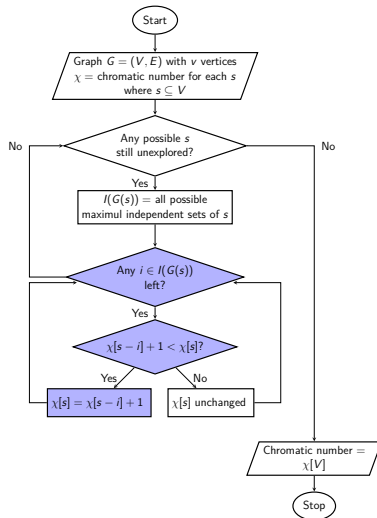 Start
Graph G = (V, E) with v vertices
χ = chromatic number for each s
where s ⊆ V
No
Any possible s
still unexplored?
No
Yes
I(G(s)) = all possible
maximul independent sets of s
Any i ∈ I(G(s))
left?
Yes
χ[s − i] + 1 < χ[s]?
Yes
No
χ[s] = χ[s − i] + 1
χ[s] unchanged
Chromatic number =
χ[V]
Stop